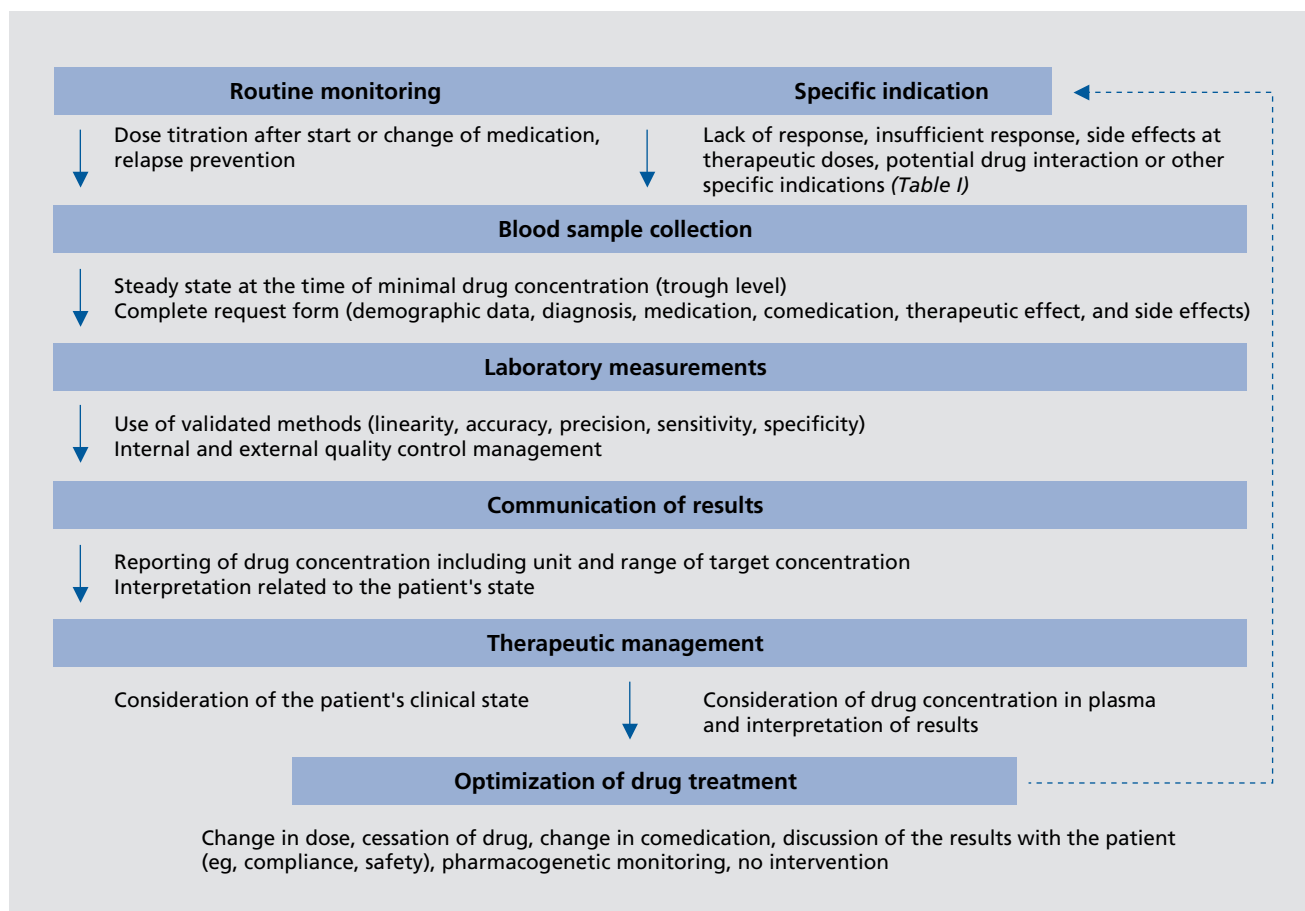 Routine monitoring
Specific indication
Dose titration after start or change of medication,
relapse prevention
Lack of response, insufficient response, side effects at
therapeutic doses, potential drug interaction or other
specific indications (Table I)
Blood sample collection
Steady state at the time of minimal drug concentration (trough level)
Complete request form (demographic data, diagnosis, medication, comedication, therapeutic effect, and side effects)
Laboratory measurements
Use of validated methods (linearity, accuracy, precision, sensitivity, specificity)
Internal and external quality control management
Communication of results
Reporting of drug concentration including unit and range of target concentration
Interpretation related to the patient's state
Therapeutic management
Consideration of the patient's clinical state
Consideration of drug concentration in plasma
and interpretation of results
Optimization of drug treatment
Change in dose, cessation of drug, change in comedication, discussion of the results with the patient
(eg, compliance, safety), pharmacogenetic monitoring, no intervention